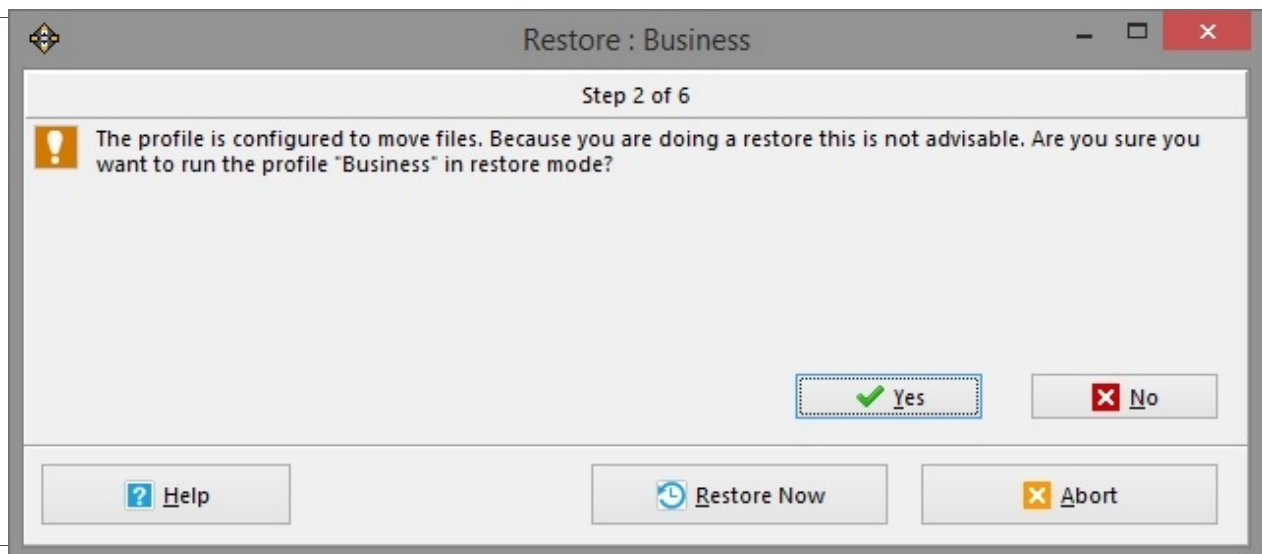 Restore : Business
Step 2 of 6
The profile is configured to move files. Because you are doing a restore this is not advisable. Are you sure you
want to run the profile "Business" in restore mode?
Yes
No
Help
Restore Now
Abort